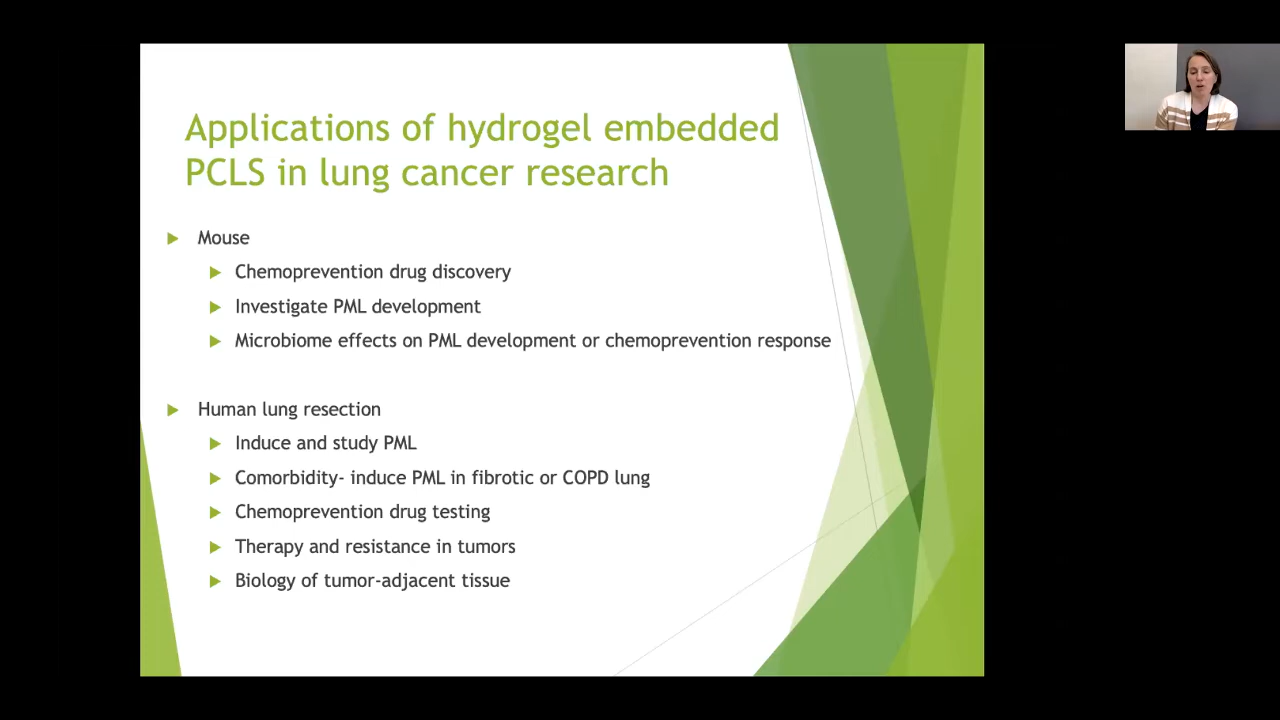 Applications of hydrogel embedded
PCLS in lung cancer research
Mouse
Chemoprevention drug discovery
Investigate PML development
Microbiome effects on PML development or chemoprevention response
Human lung resection
Induce and study PML
Comorbidity- induce PML in fibrotic or COPD lung
Chemoprevention drug testing
Therapy and resistance in tumors
Biology of tumor-adjacent tissue